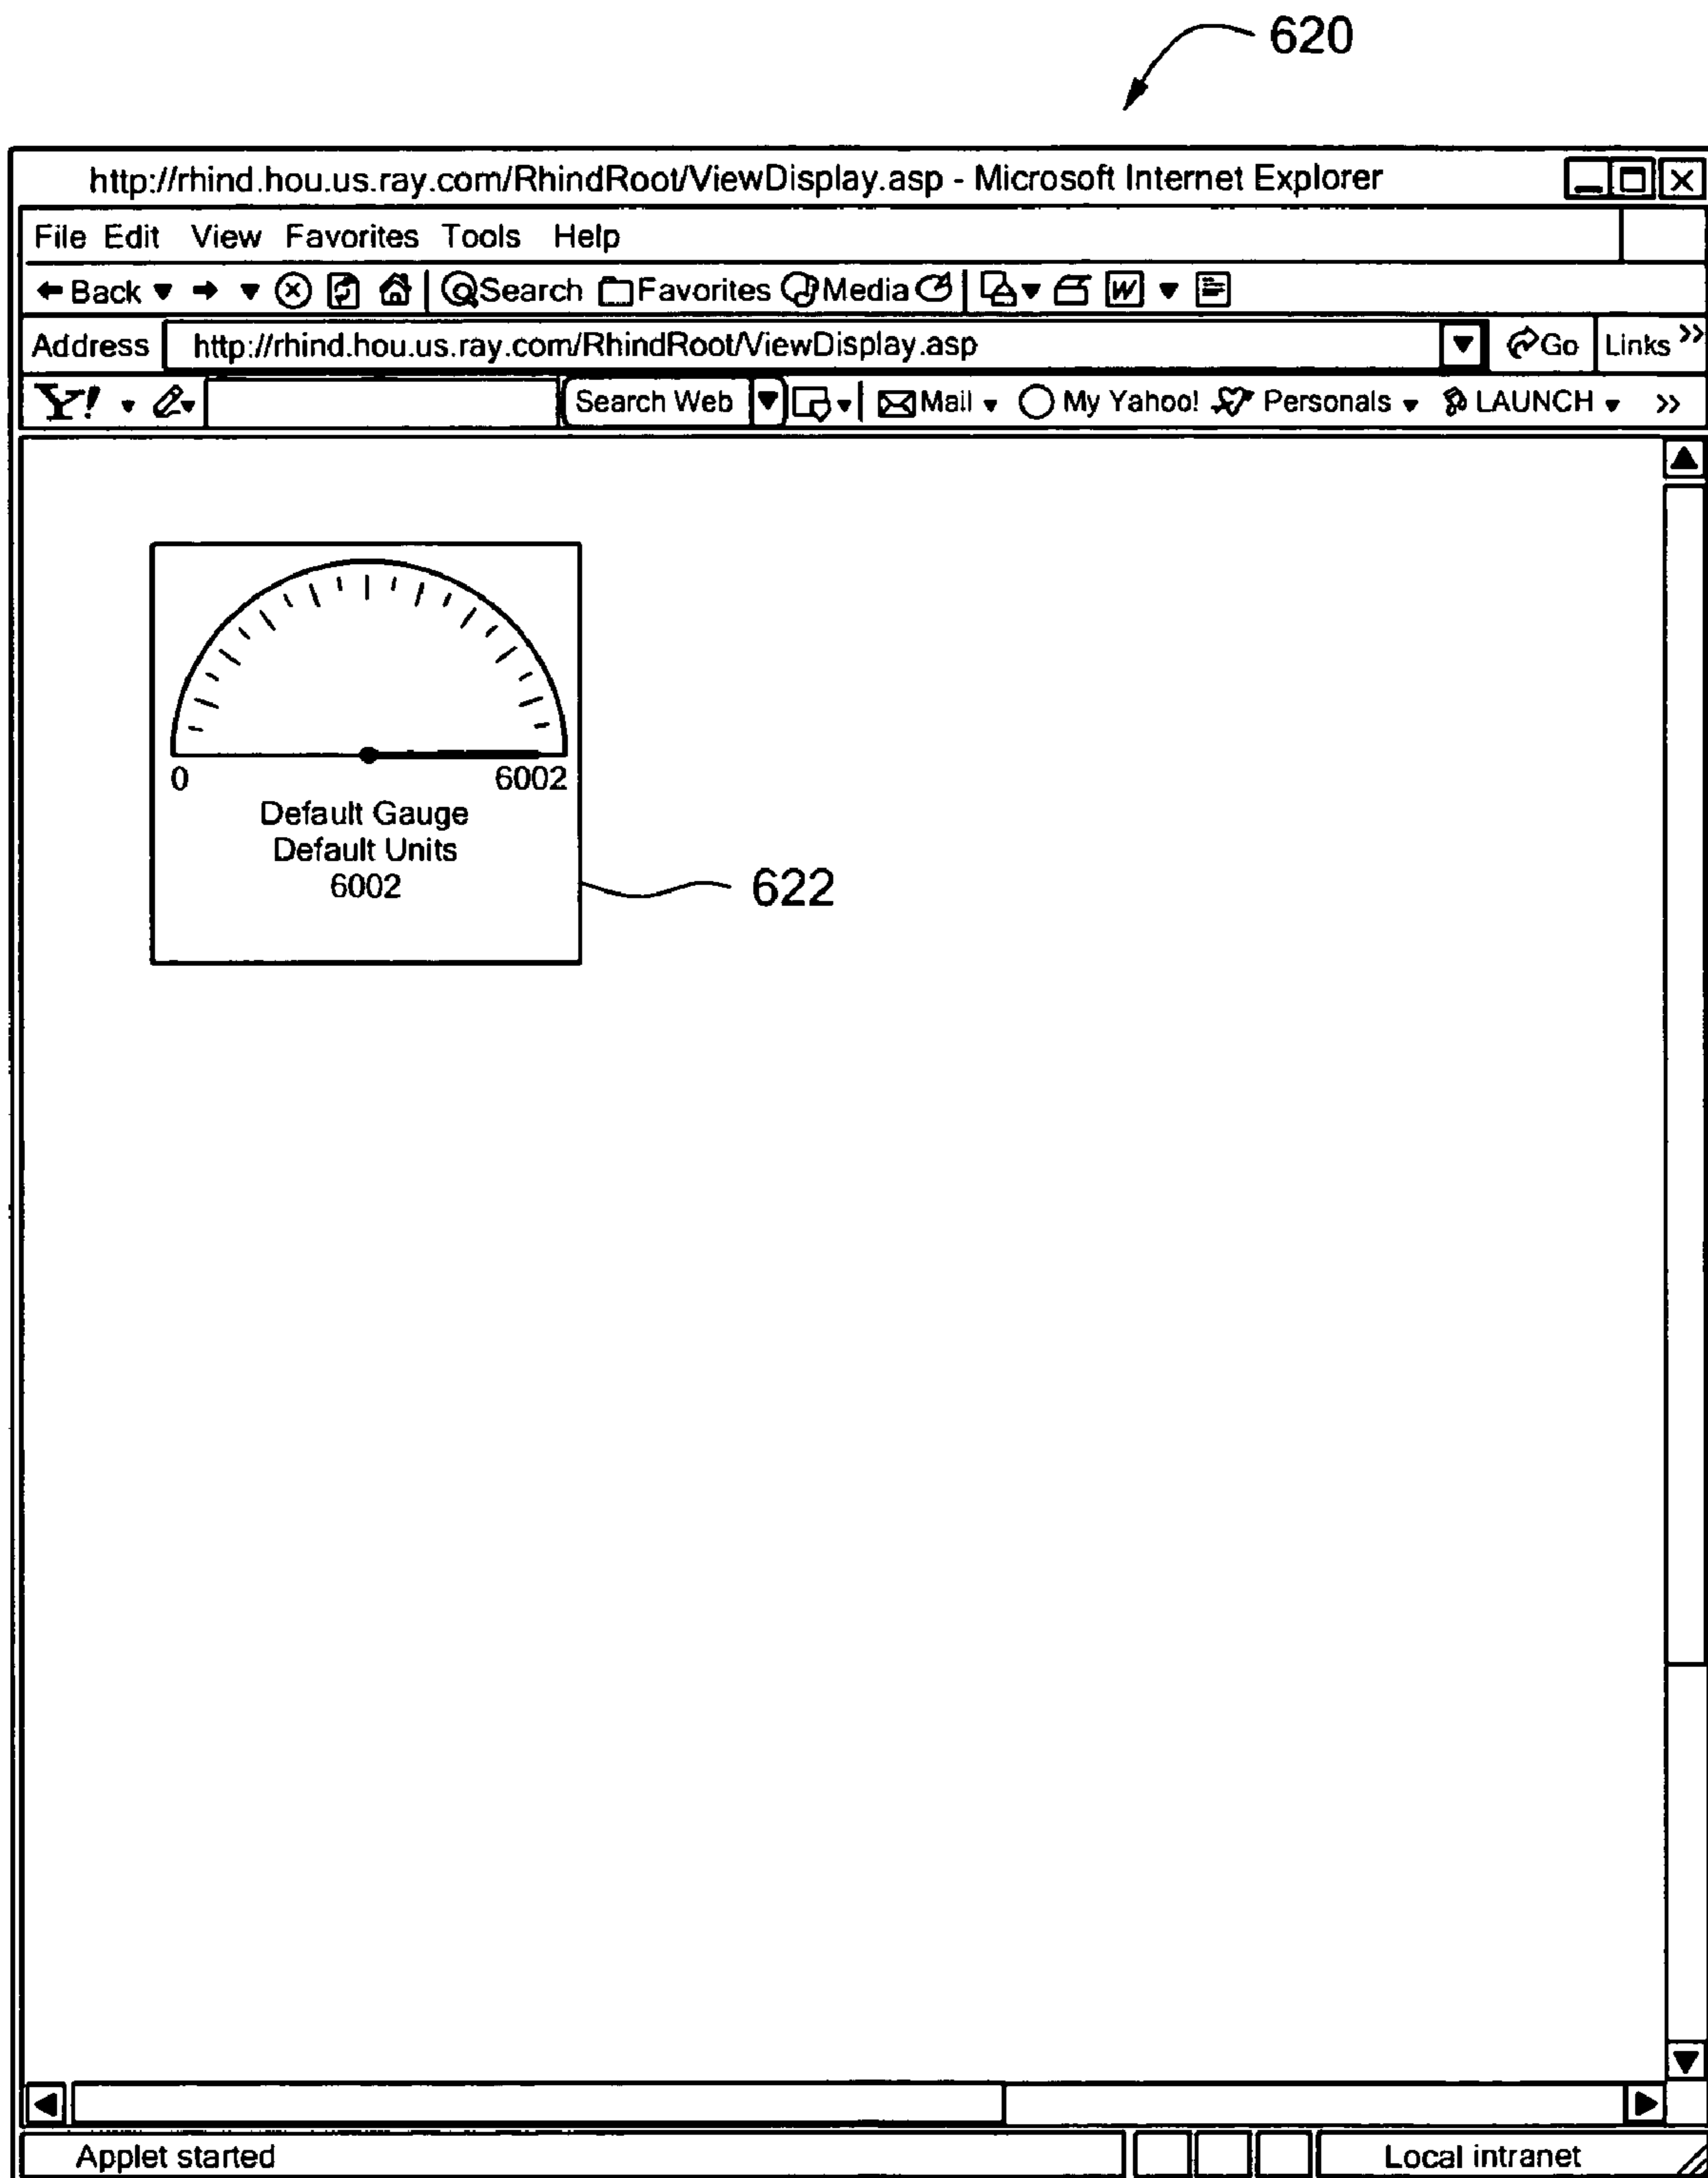 620
http://rhind.hou.us.ray.com/RhindRoot/ViewDisplay.asp - Microsoft Internet Explorer
File Edit View Favorites Tools Help
Back Search Favorites Media W
Address http://rhind.hou.us.ray.com/RhindRoot/ViewDisplay.asp Go Links »
Y! Search Web Mail My Yahoo! Personals LAUNCH »
0 6002
Default Gauge
Default Units
6002
622
Applet started Local intranet